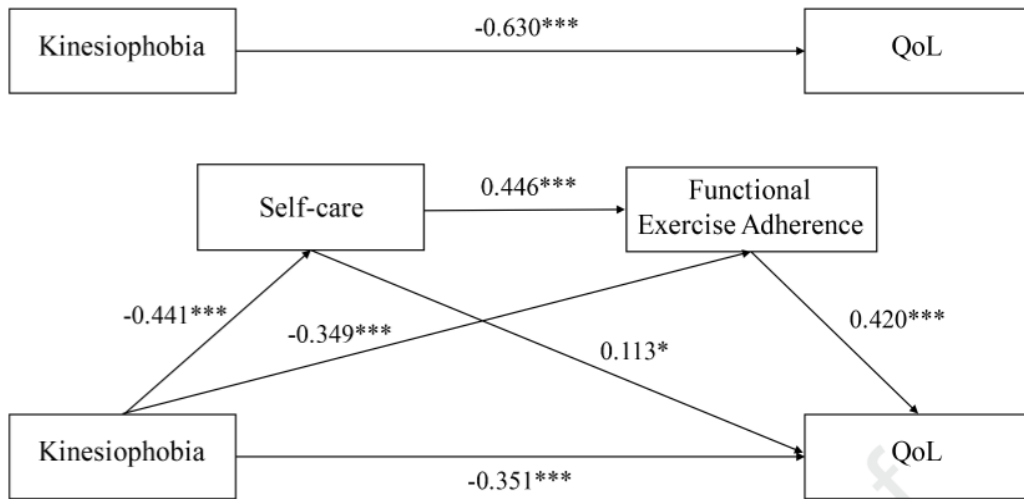 -0.630***
Kinesiophobia
QoL
Self-care
0.446***
Functional
Exercise Adherence
-0.441***
-0.349***
0.113*
0.420***
Kinesiophobia
-0.351***
QoL
f